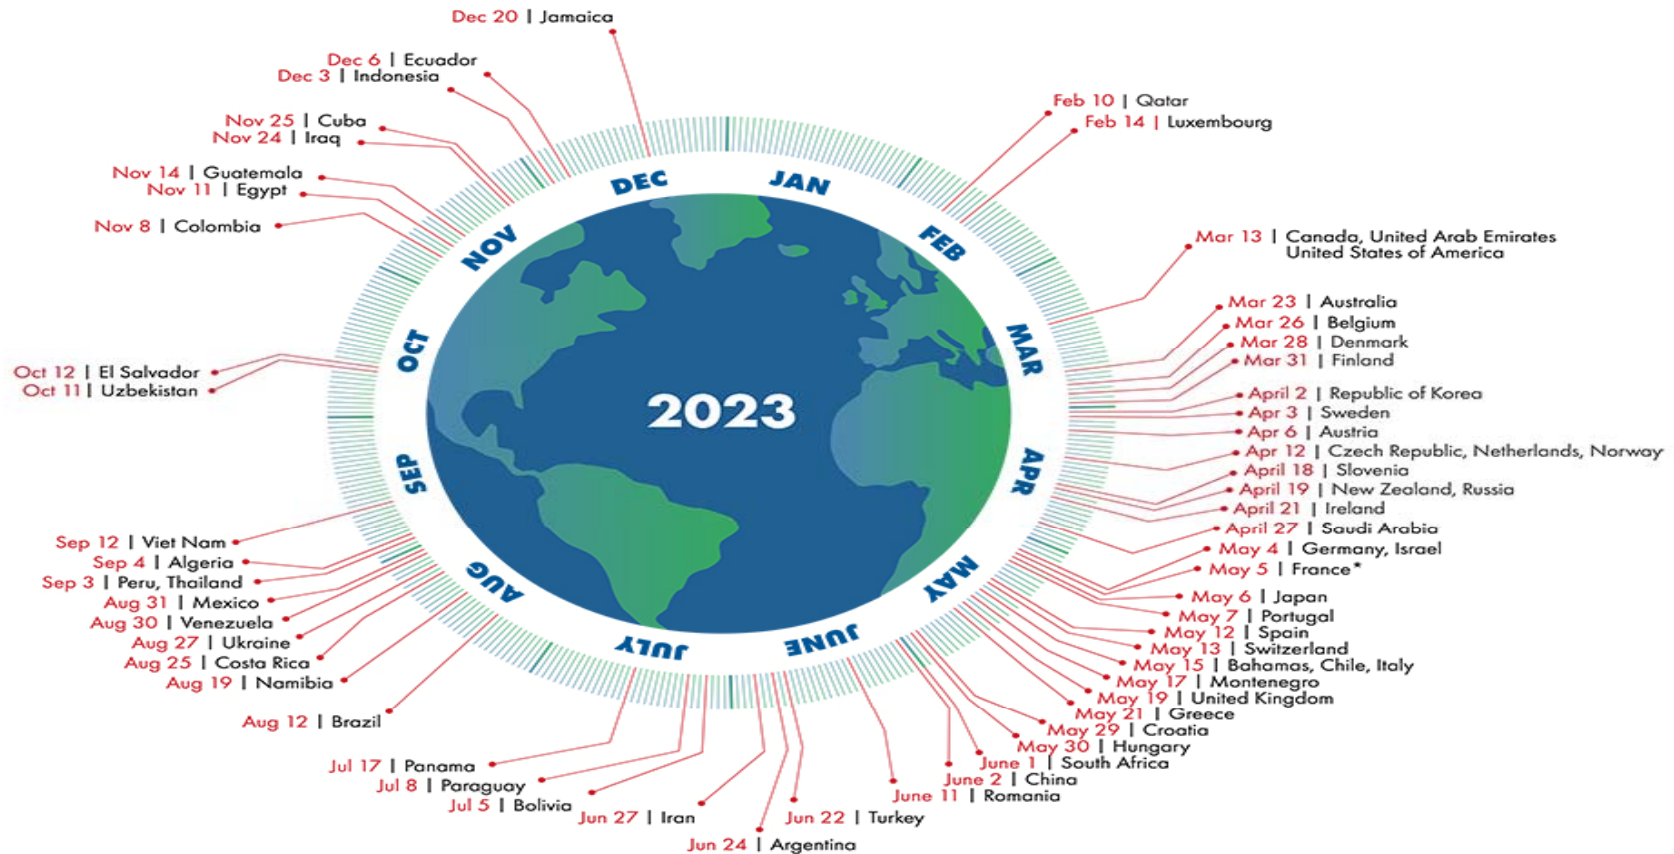 Dec 20 | Jamaica
Dec 6 | Ecuador
Dec 3 | Indonesia
Nov 25 | Cuba
Nov 24 | Iraq
Nov 14 | Guatemala
Nov 11 | Egypt
Nov 8 | Colombia
Oct 12 | El Salvador
Oct 11 | Uzbekistan
Sep 12 | Viet Nam
Sep 4 | Algeria
Sep 3 | Peru, Thailand
Aug 31 | Mexico
Aug 30 | Venezuela
Aug 27 | Ukraine
Aug 25 | Costa Rica
Aug 19 | Namibia
Aug 12 | Brazil
Jul 17 | Panama
Jul 8 | Paraguay
Jul 5 | Bolivia
Jun 27 | Iran
Jun 24 | Argentina
Jun 22 | Turkey
Feb 10 | Qatar
Feb 14 | Luxembourg
Mar 13 | Canada, United Arab Emirates
United States of America
Mar 23 | Australia
Mar 26 | Belgium
Mar 28 | Denmark
Mar 31 | Finland
April 2 | Republic of Korea
Apr 3 | Sweden
Apr 6 | Austria
Apr 12 | Czech Republic, Netherlands, Norway
April 18 | Slovenia
April 19 | New Zealand, Russia
April 21 | Ireland
April 27 | Saudi Arabia
May 4 | Germany, Israel
May 5 | France*
May 6 | Japan
May 7 | Portugal
May 12 | Spain
May 13 | Switzerland
May 15 | Bahamas, Chile, Italy
May 17 | Montenegro
May 19 | United Kingdom
May 21 | Greece
May 29 | Croatia
May 30 | Hungary
June 1 | South Africa
June 2 | China
June 11 | Romania
JAN
FEB
MAR
APR
MAY
JUNE
JULY
AUG
SEP
OCT
NOV
DEC
2023